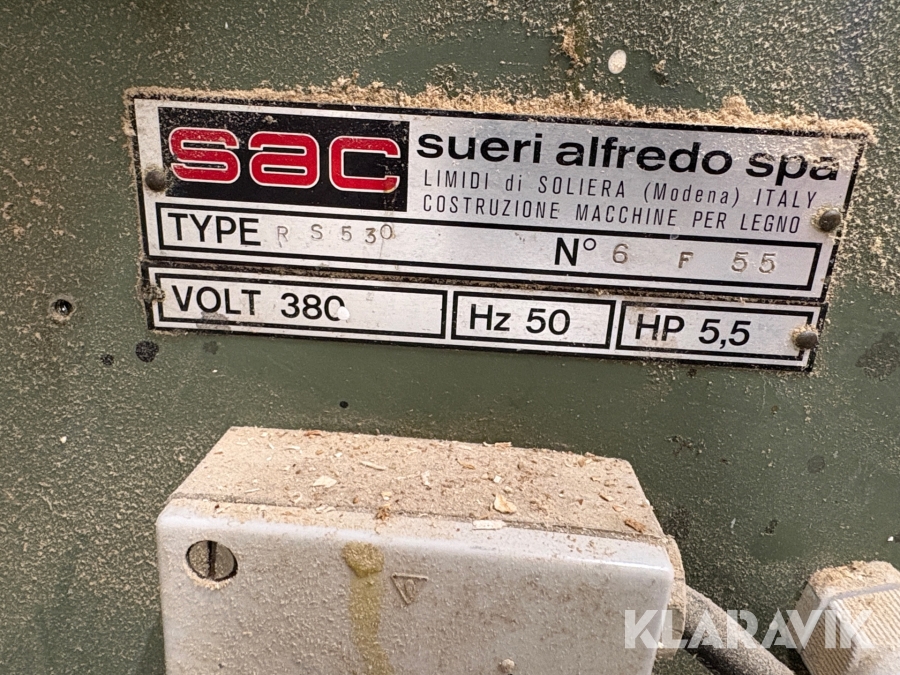 sac
sueri alfredo spa
LIMIDI di SOLIERA (Modena) ITALY
COSTRUZIONE MACCHINE PER LEGNO
TYPE RS530 N° 6 F 55
VOLT 380 Hz 50 HP 5,5
KLARAVIK